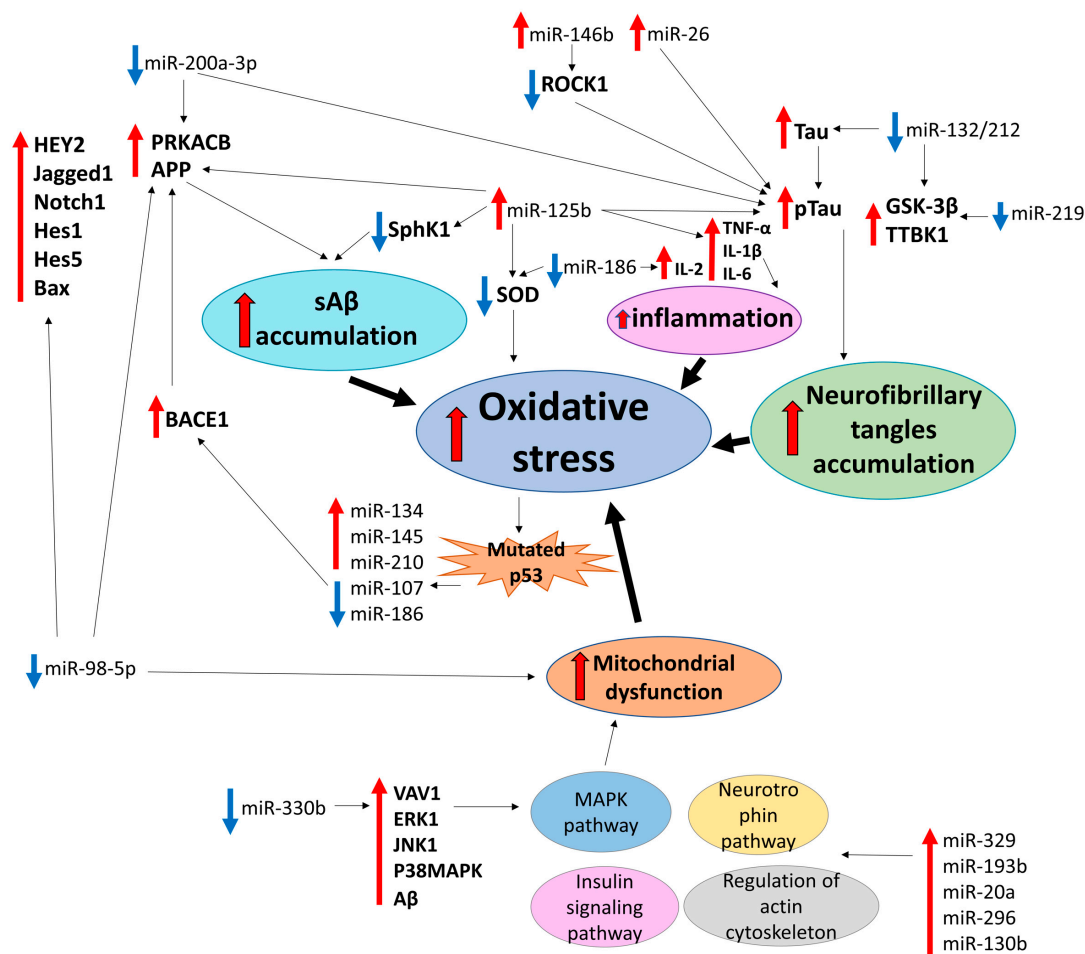 miR-146b
miR-26
miR-200a-3p
ROCK1
HEY2
Jagged1
Notch1
Hes1
Hes5
Bax
PRKACB
APP
Tau
miR-132/212
miR-125b
pTau
GSK-3β
TTBK1
miR-219
SphK1
TNF-α
IL-1β
IL-6
miR-186
IL-2
SOD
sAβ
accumulation
inflammation
Oxidative
stress
Neurofibrillary
tangles
accumulation
BACE1
miR-134
miR-145
miR-210
miR-107
miR-186
Mutated
p53
miR-98-5p
Mitochondrial
dysfunction
miR-330b
VAV1
ERK1
JNK1
P38MAPK
Aβ
MAPK
pathway
Neurotro
phin
pathway
Insulin
signaling
pathway
Regulation of
actin
cytoskeleton
miR-329
miR-193b
miR-20a
miR-296
miR-130b